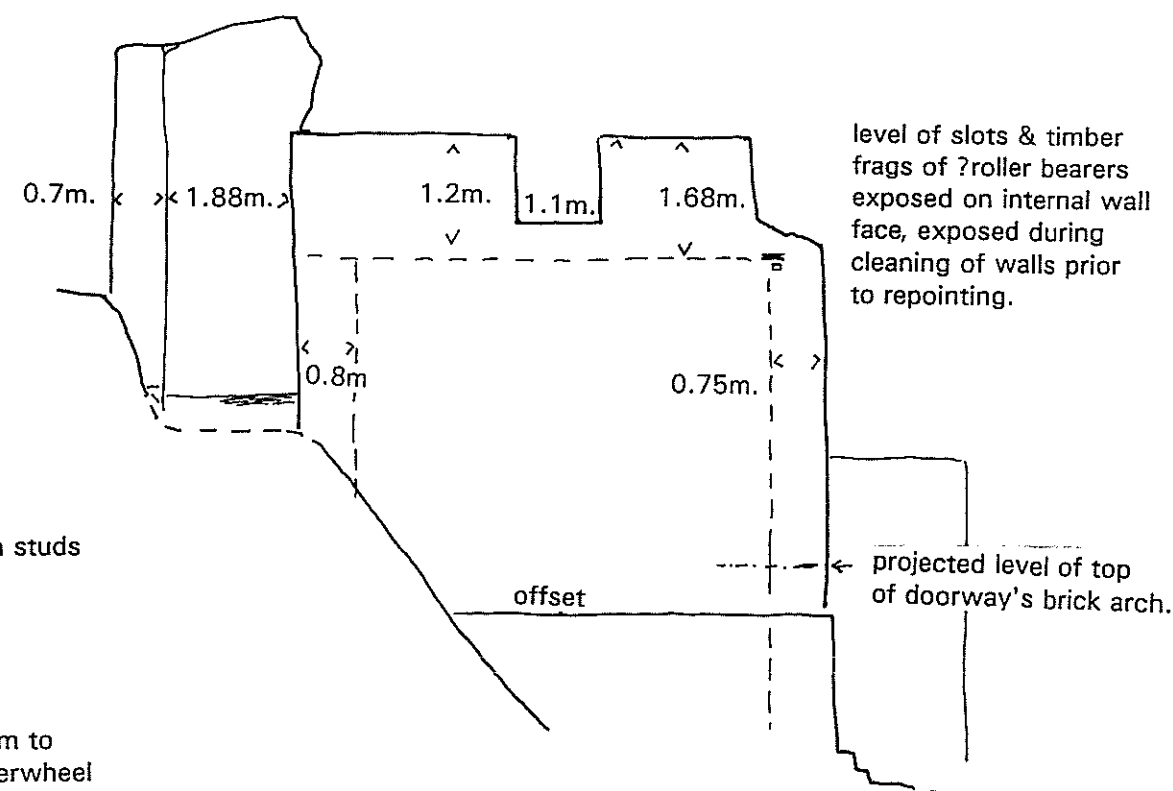 0.7m.
1.88m.
1.2m.
1.1m.
1.68m.
level of slots & timber
frags of ?roller bearers
exposed on internal wall
face, exposed during
cleaning of walls prior
to repointing.
0.8m
0.75m.
studs
projected level of top
of doorway's brick arch.
offset
m to
erwheel